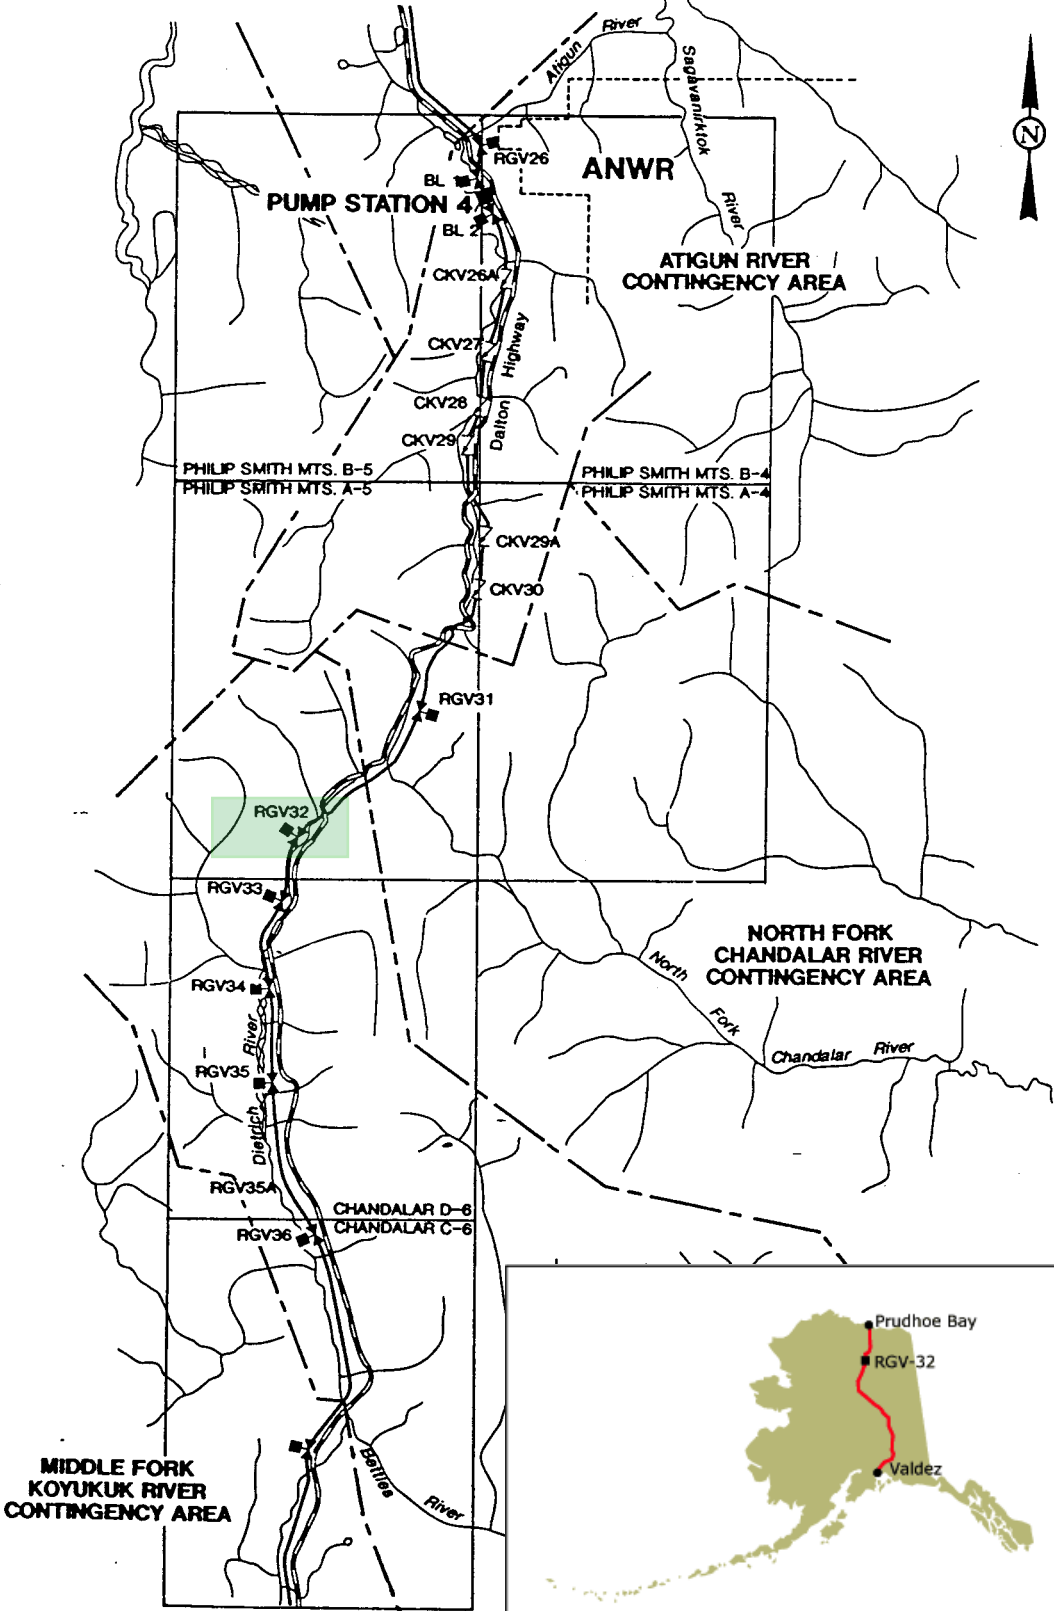 River
Atigun
Sagavanirktok
River
N
RGV26
ANWR
BL 1
PUMP STATION 4
BL 2
ATIGUN RIVER
CONTINGENCY AREA
CKV26A
CKV27
Highway
Dalton
CKV28
CKV29
PHILIP SMITH MTS. B-5
PHILIP SMITH MTS. B-4
PHILIP SMITH MTS. A-5
PHILIP SMITH MTS. A-4
CKV29A
CKV30
RGV31
RGV32
RGV33
NORTH FORK
CHANDALAR RIVER
CONTINGENCY AREA
North
Fork
Chandalar River
RGV34
River
Dietrich
RGV35
RGV35A
CHANDALAR D-6
CHANDALAR C-6
RGV36
Prudhoe Bay
RGV-32
Valdez
Bettles
River
MIDDLE FORK
KOYUKUK RIVER
CONTINGENCY AREA